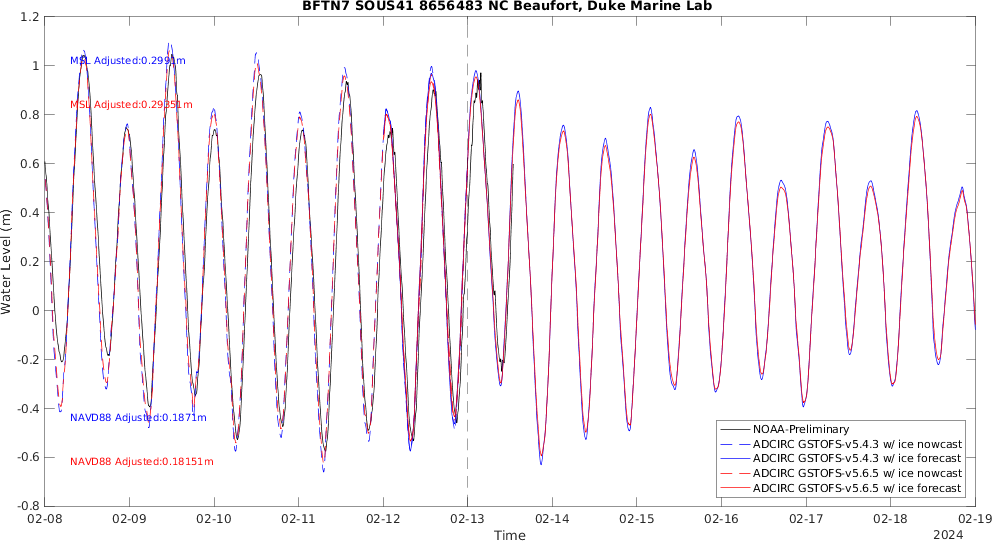 BFTN7 SOUS41 8656483 NC Beaufort, Duke Marine Lab
1.2
1
0.8
0.6
0.4
0.2
0
-0.2
-0.4
-0.6
-0.8
Water Level (m)
MSL Adjusted:0.2991m
MSL Adjusted:0.29351m
NAVD88 Adjusted:0.1871m
NAVD88 Adjusted:0.18151m
NOAA-Preliminary
ADCIRC GSTOFS-v5.4.3 w/ ice nowcast
ADCIRC GSTOFS-v5.4.3 w/ ice forecast
ADCIRC GSTOFS-v5.6.5 w/ ice nowcast
ADCIRC GSTOFS-v5.6.5 w/ ice forecast
02-08 02-09 02-10 02-11 02-12 02-13 02-14 02-15 02-16 02-17 02-18 02-19
Time
2024